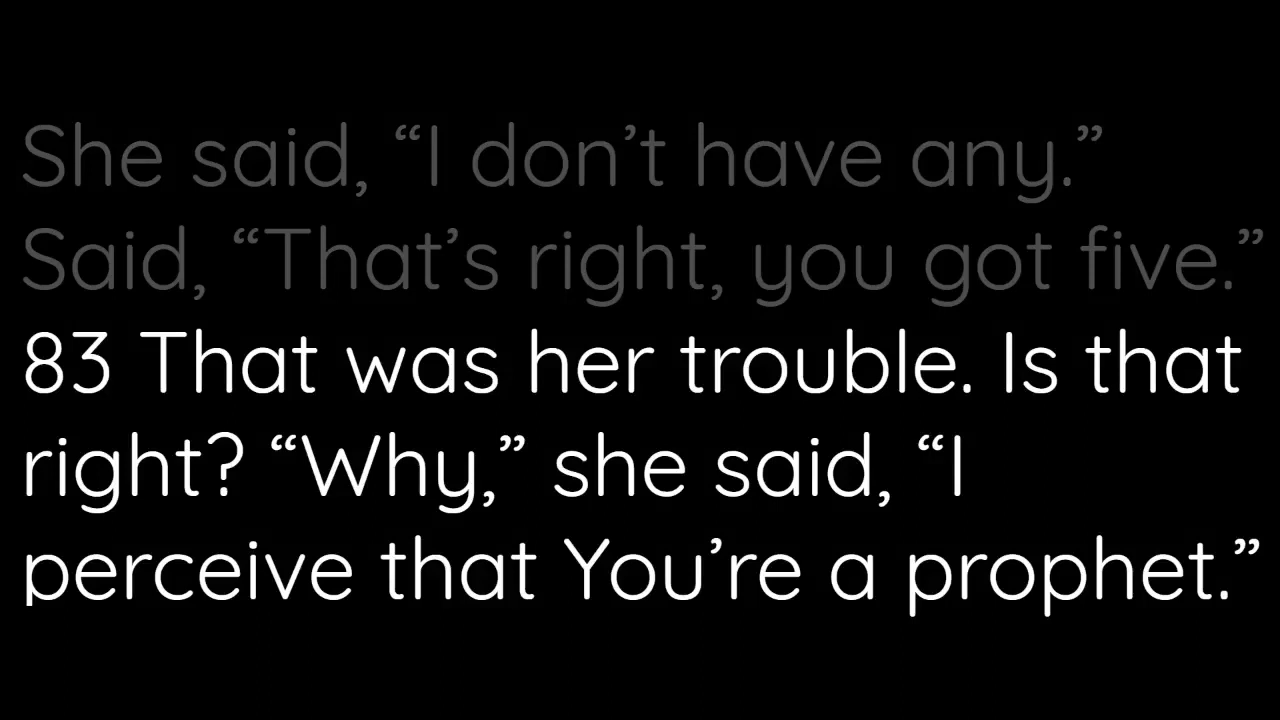 She said, “I don’t have any.”
Said, “That’s right, you got five.”
83 That was her trouble. Is that
right? “Why,” she said, “I
perceive that You’re a prophet.”